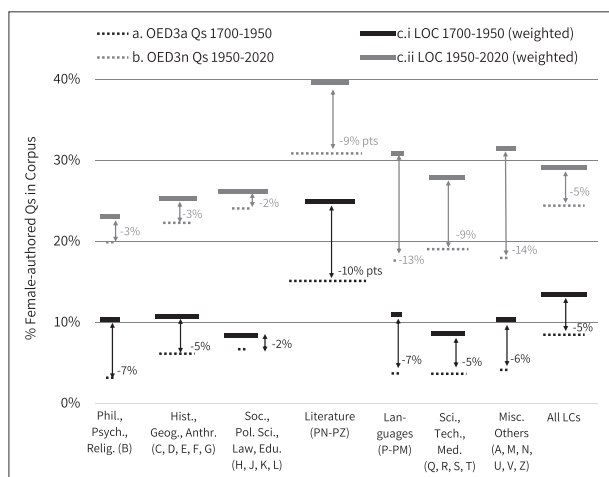 a. OED3a Qs 1700-1950
c.i LOC 1700-1950 (weighted)
b. OED3n Qs 1950-2020
c.ii LOC 1950-2020 (weighted)
% Female-authored Qs in Corpus
40%
30%
20%
10%
0%
-3%
-3%
-2%
-9% pts
-13%
-9%
-14%
-5%
-7%
-5%
-2%
-10% pts
-7%
-5%
-6%
-5%
Phil.,
Psych.,
Relig. (B)
Hist.,
Geog., Anthr.
(C, D, E, F, G)
Soc.,
Pol. Sci.,
Law, Edu.
(H, J, K, L)
Literature
(PN-PZ)
Lan-
guages
(P-PM)
Sci.,
Tech.,
Med.
(Q, R, S, T)
Misc.
Others
(A, M, N,
U, V, Z)
All LCs